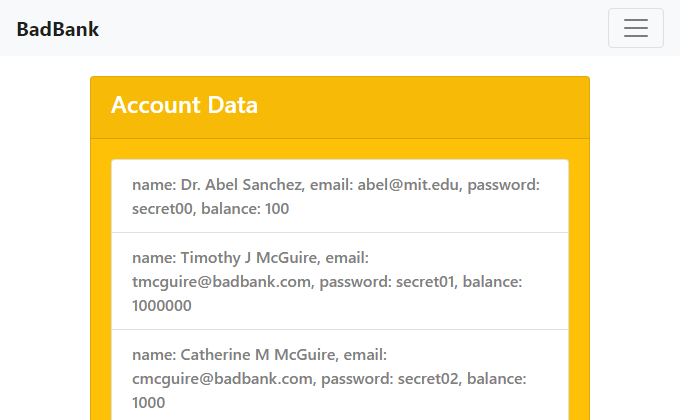 BadBank
Account Data
name: Dr. Abel Sanchez, email: abel@mit.edu, password:
secret00, balance: 100
name: Timothy J McGuire, email:
tmcguire@badbank.com, password: secret01, balance:
1000000
name: Catherine M McGuire, email:
cmcguire@badbank.com, password: secret02, balance:
1000